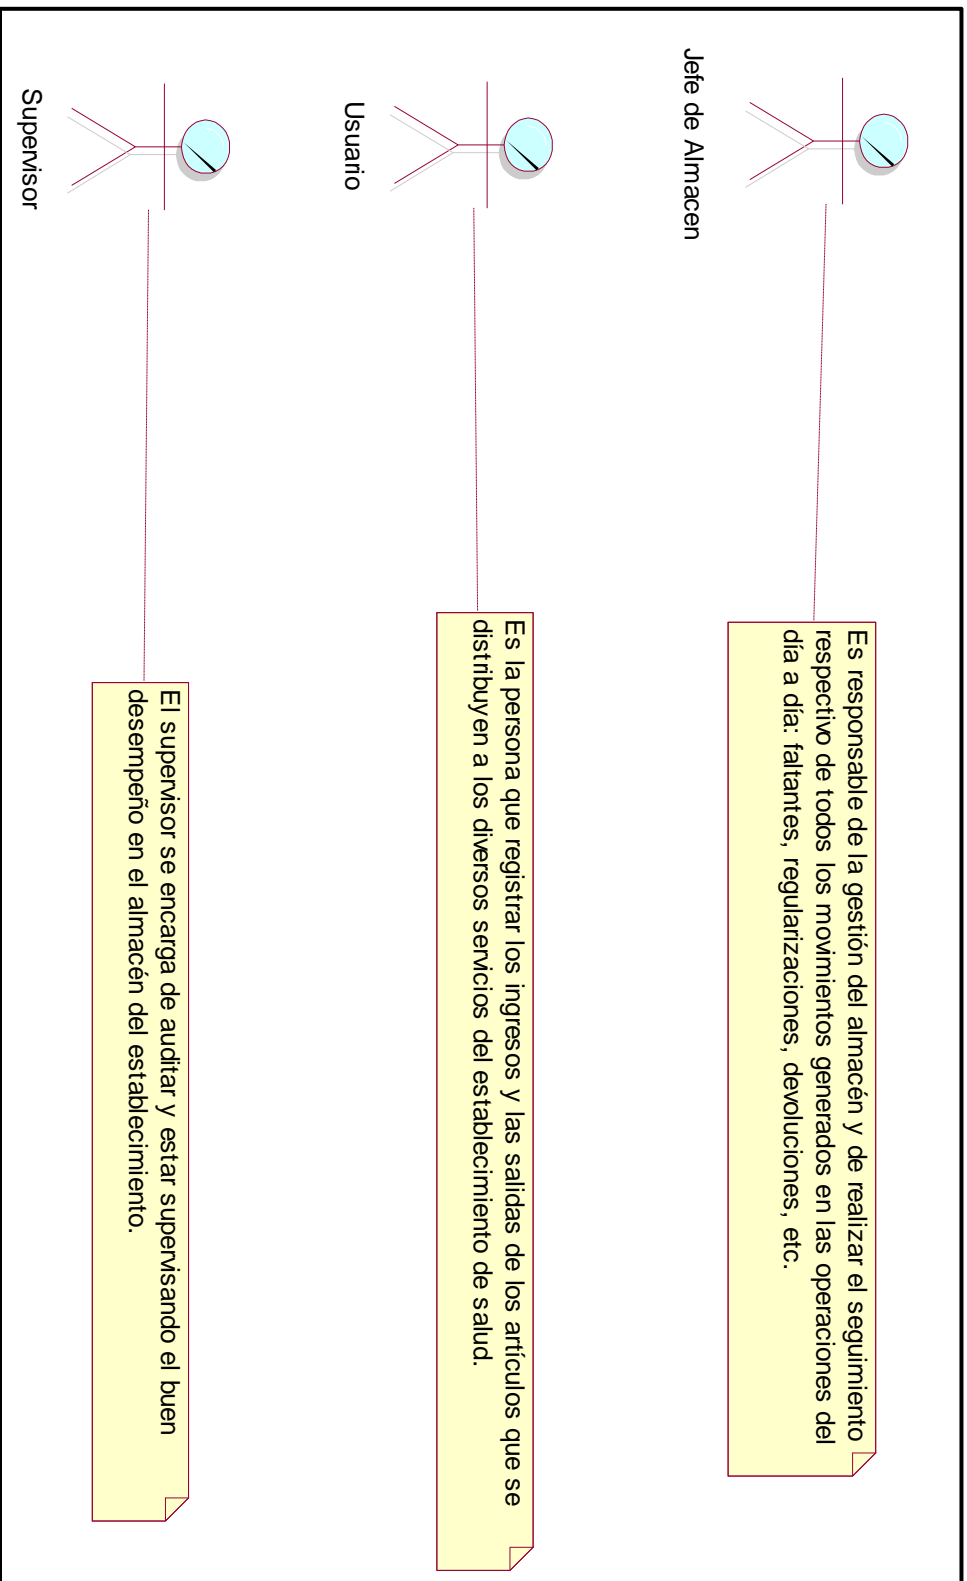 Jefe de Almacen
Es responsable de la gestión del almacén y de realizar el seguimiento
respectivo de todos los movimientos generados en las operaciones del
día a día: faltantes, regularizaciones, devoluciones, etc.
Usuario
Es la persona que registrar los ingresos y las salidas de los artículos que se
distribuyen a los diversos servicios del establecimiento de salud.
Supervisor
El supervisor se encarga de auditar y estar supervisando el buen
desempeño en el almacén del establecimiento.